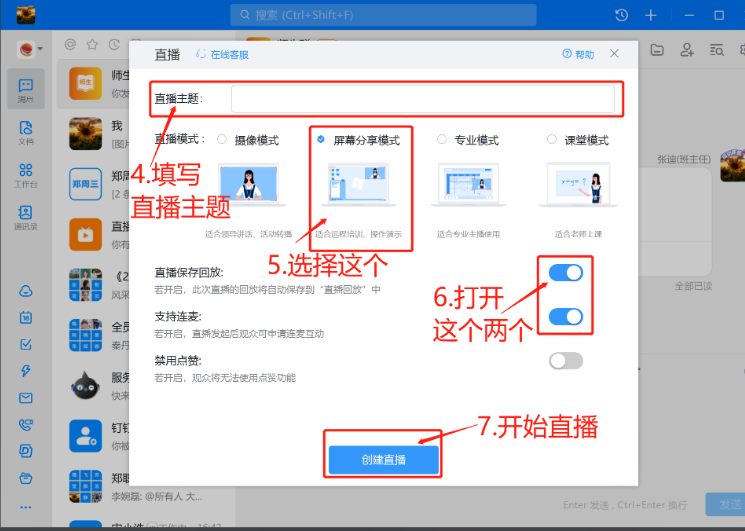 搜索 (Ctrl+Shift+F)
直播
在线客服
帮助
直播主题：
直播模式：
摄像模式
屏幕分享模式
专业模式
课堂模式
4.填写
直播主题
适合领导讲话、活动转播
适合远程培训、操作演示
适合专业主播使用
适合老师上课
5.选择这个
直播保存回放:
若开启，此次直播的回放将自动保存到“直播回放”中
支持连麦:
若开启，直播发起后观众可申请连麦互动
6.打开
这个两个
禁用点赞:
若开启，观众将无法使用点赞功能
7.开始直播
创建直播
消息
文档
工作台
通讯录
师生
你发
我
[图片
郑周三
郑周
[2 条
直播
你有
《2
风采
全员
秦丹
服务
快来
钉钉
你被
郑耶
李婉磊: @所有人 大...
工作中
16:43
张迪(班主任)
全部已读
Enter 发送，Ctrl+Enter 换行
发送